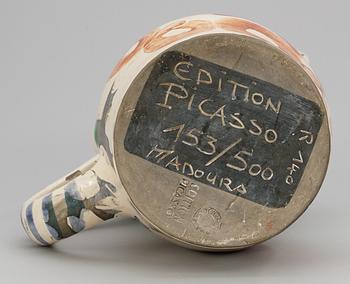 EDITION
PICASSO
153/500
MADOURA
R 140